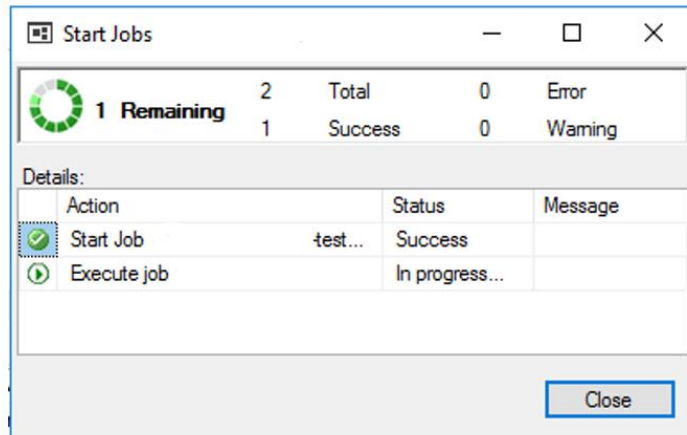 Start Jobs
1 Remaining 2 Total 0 Error
1 Success 0 Warning
Details:
Action Status Message
Start Job -test... Success
Execute job In progress...
Close